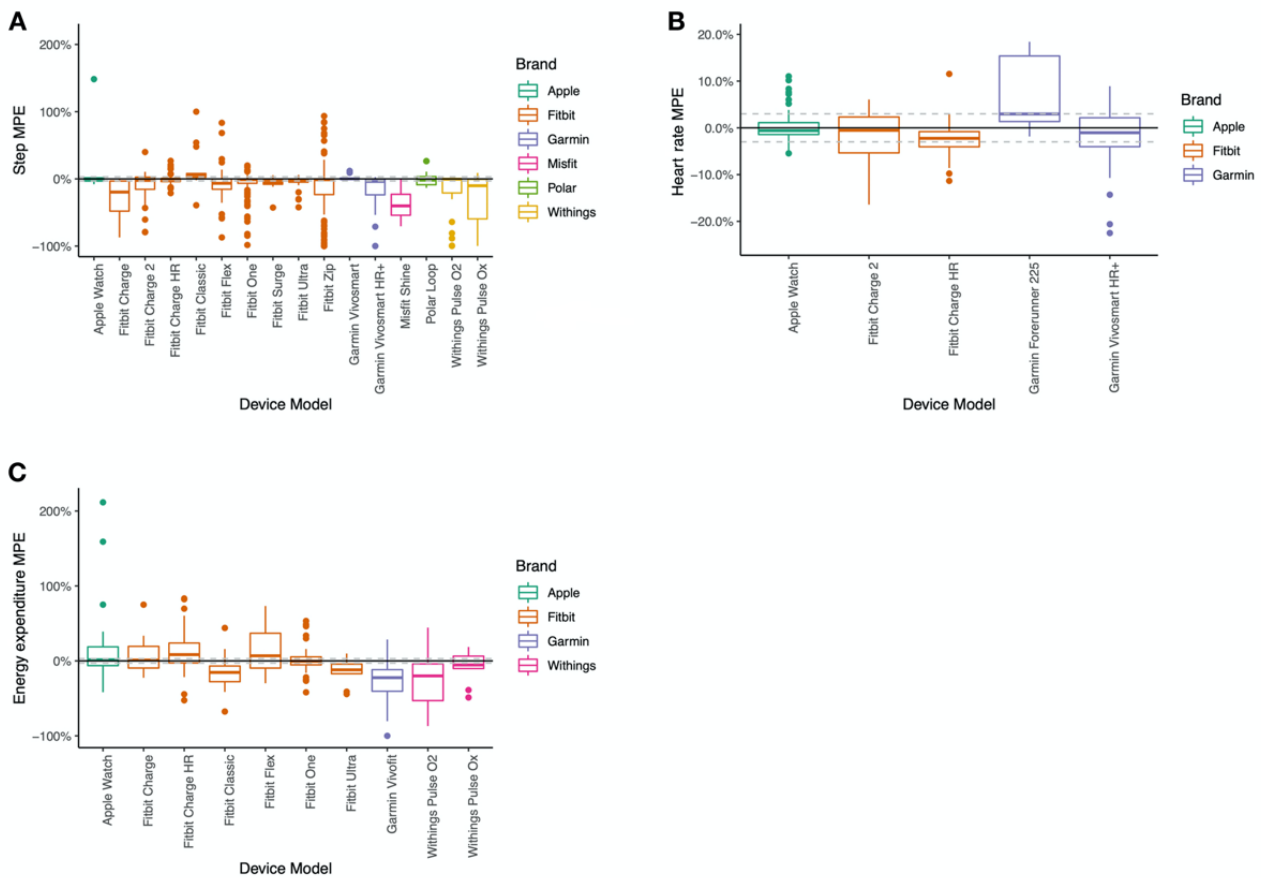 A
200%
100%
0%
−100%
Step MPE
Apple Watch
Fitbit Charge
Fitbit Charge 2
Fitbit Charge HR
Fitbit Classic
Fitbit Flex
Fitbit One
Fitbit Surge
Fitbit Ultra
Fitbit Zip
Garmin Vivosmart
Garmin Vivosmart HR+
Misfit Shine
Polar Loop
Withings Pulse O2
Withings Pulse Ox
Device Model
Brand
Apple
Fitbit
Garmin
Misfit
Polar
Withings
B
20.0%
10.0%
0.0%
−10.0%
−20.0%
Heart rate MPE
Apple Watch
Fitbit Charge 2
Fitbit Charge HR
Garmin Forerunner 225
Garmin Vivosmart HR+
Device Model
Brand
Apple
Fitbit
Garmin
C
200%
100%
0%
−100%
Energy expenditure MPE
Apple Watch
Fitbit Charge
Fitbit Charge HR
Fitbit Classic
Fitbit Flex
Fitbit One
Fitbit Ultra
Garmin Vivofit
Withings Pulse O2
Withings Pulse Ox
Device Model
Brand
Apple
Fitbit
Garmin
Withings